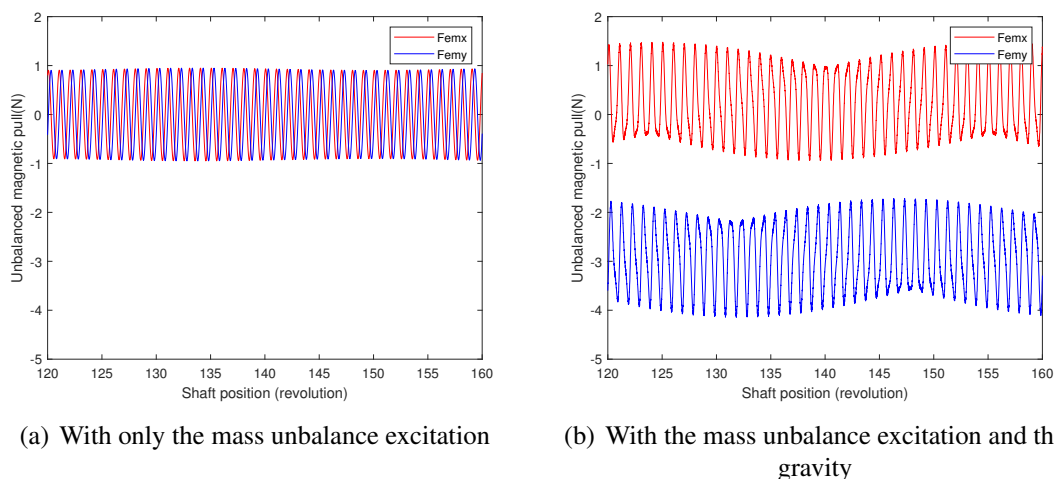 Unbalanced magnetic pull(N)
2
1
0
-1
-2
-3
-4
-5
Femx
Femy
120 125 130 135 140 145 150 155 160
Shaft position (revolution)
(a) With only the mass unbalance excitation
Unbalanced magnetic pull(N)
2
1
0
-1
-2
-3
-4
-5
Femx
Femy
120 125 130 135 140 145 150 155 160
Shaft position (revolution)
(b) With the mass unbalance excitation and th
gravity